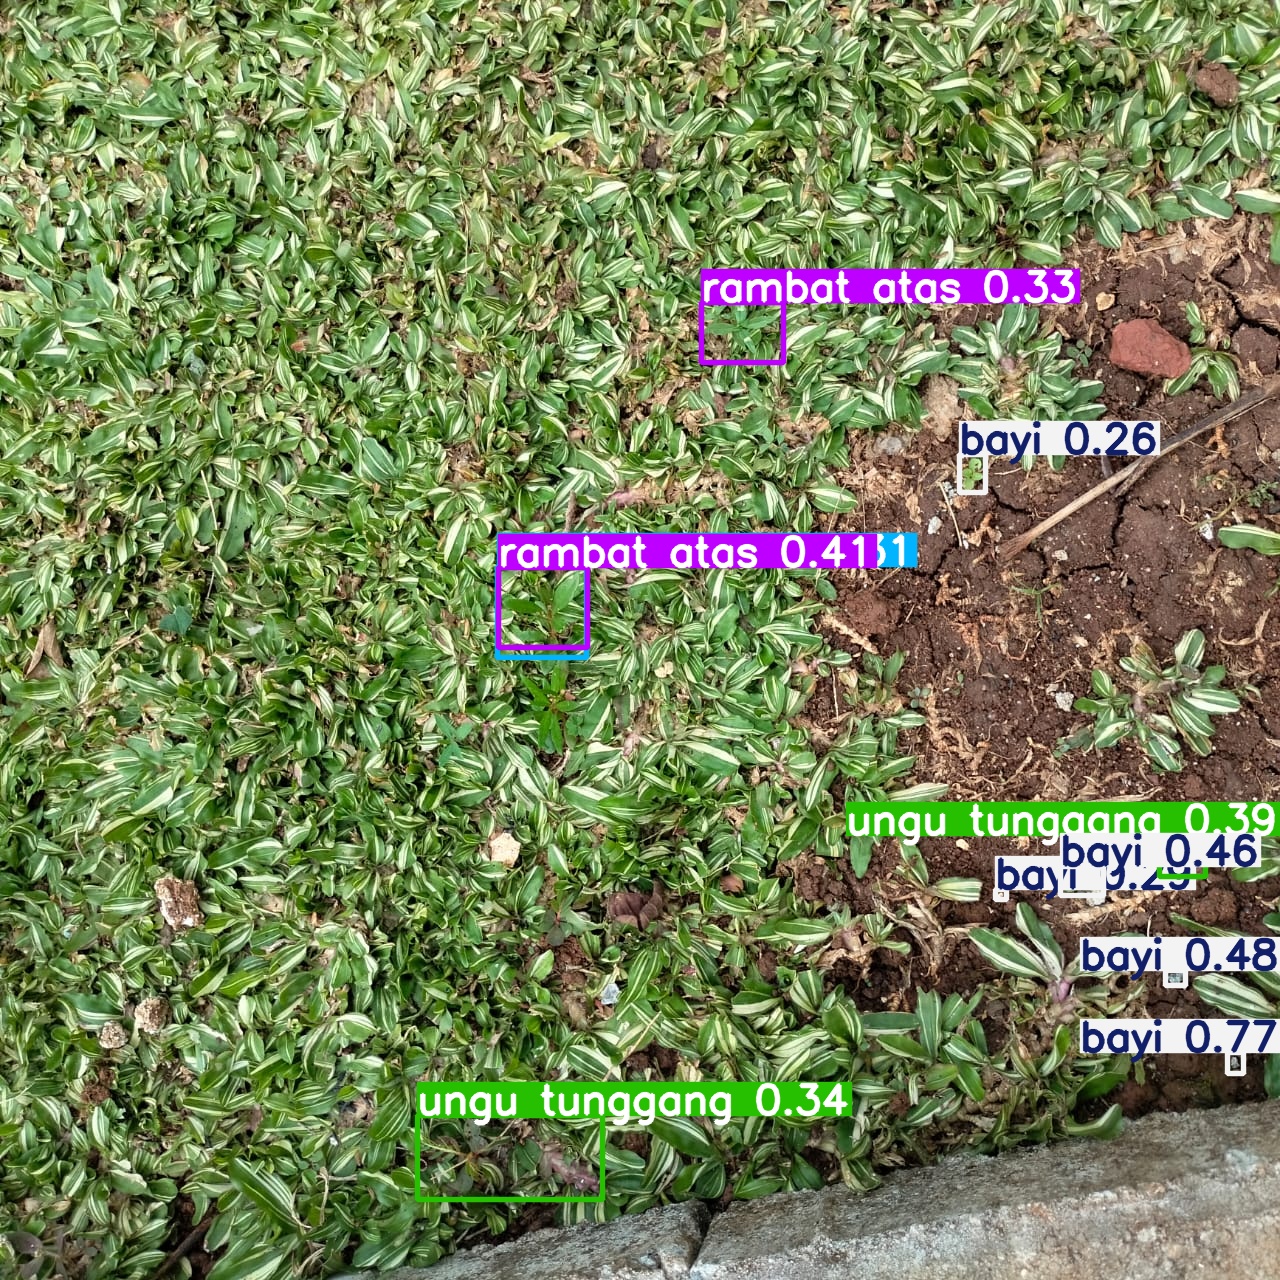 rambat atas 0.33
bayi 0.26
rambat atas 0.41
ungu tunggang 0.39
bayi 0.46
bayi
bayi 0.48
bayi 0.77
ungu tunggang 0.34